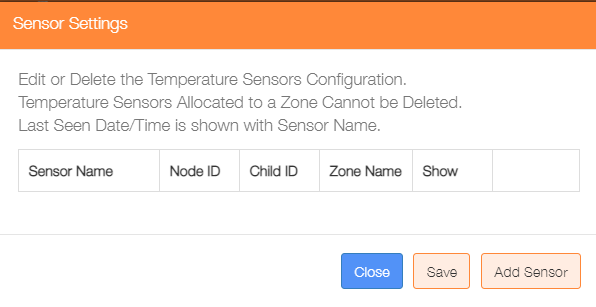 Sensor Settings
Edit or Delete the Temperature Sensors Configuration.
Temperature Sensors Allocated to a Zone Cannot be Deleted.
Last Seen Date/Time is shown with Sensor Name.
Sensor Name Node ID Child ID Zone Name Show
Close Save Add Sensor